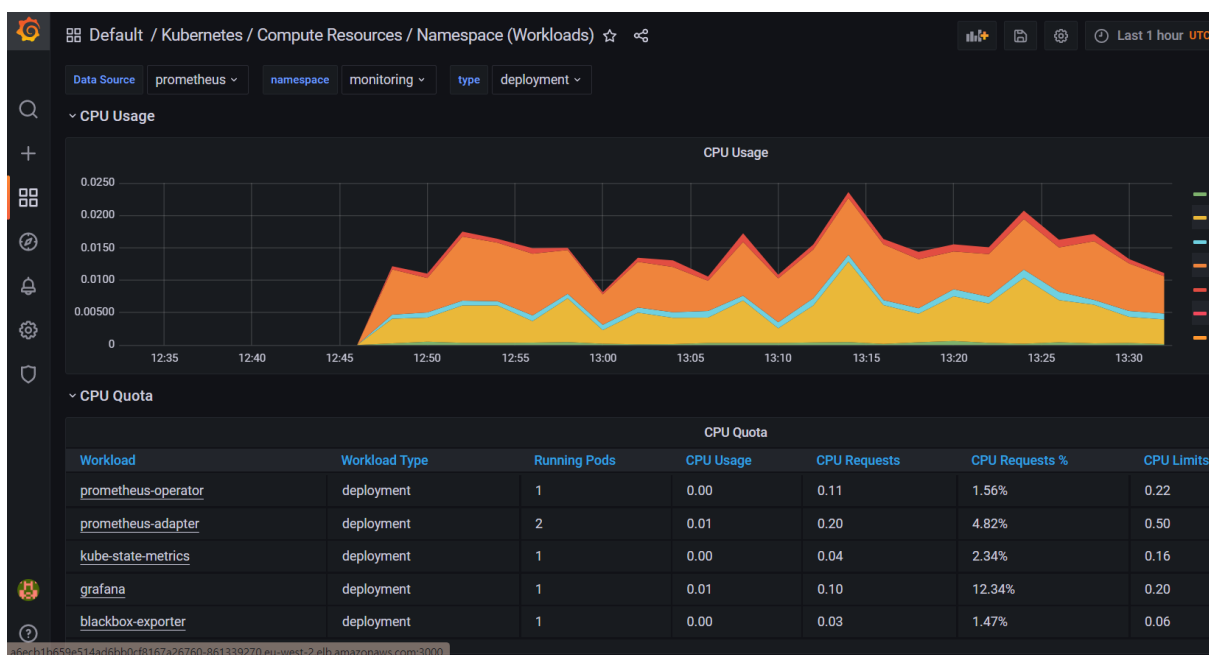 Default / Kubernetes / Compute Resources / Namespace (Workloads)
Last 1 hour UTC
Data Source prometheus namespace monitoring type deployment
CPU Usage
CPU Usage
0.0250
0.0200
0.0150
0.0100
0.00500
0
12:35 12:40 12:45 12:50 12:55 13:00 13:05 13:10 13:15 13:20 13:25 13:30
CPU Quota
CPU Quota
Workload Workload Type Running Pods CPU Usage CPU Requests CPU Requests % CPU Limits
prometheus-operator deployment 1 0.00 0.11 1.56% 0.22
prometheus-adapter deployment 2 0.01 0.20 4.82% 0.50
kube-state-metrics deployment 1 0.00 0.04 2.34% 0.16
grafana deployment 1 0.01 0.10 12.34% 0.20
blackbox-exporter deployment 1 0.00 0.03 1.47% 0.06